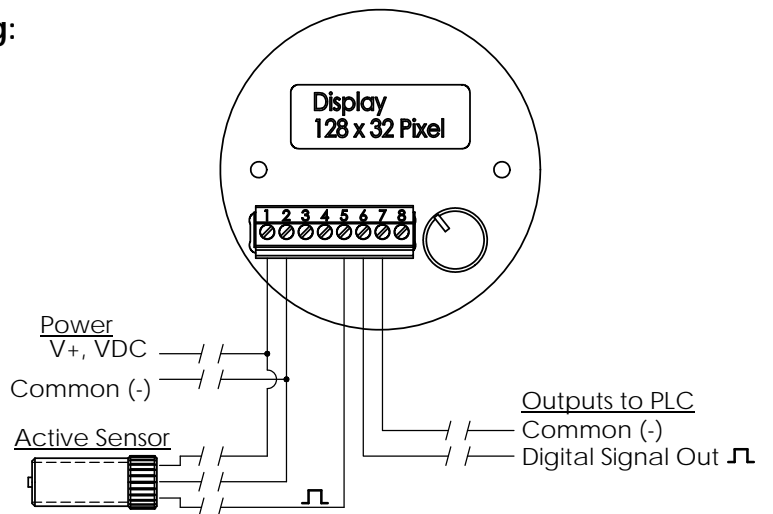 g:
Display
128 x 32 Pixel
1 2 3 4 5 6 7 8
Power
V+, VDC
Common (-)
Active Sensor
Outputs to PLC
Common (-)
Digital Signal Out